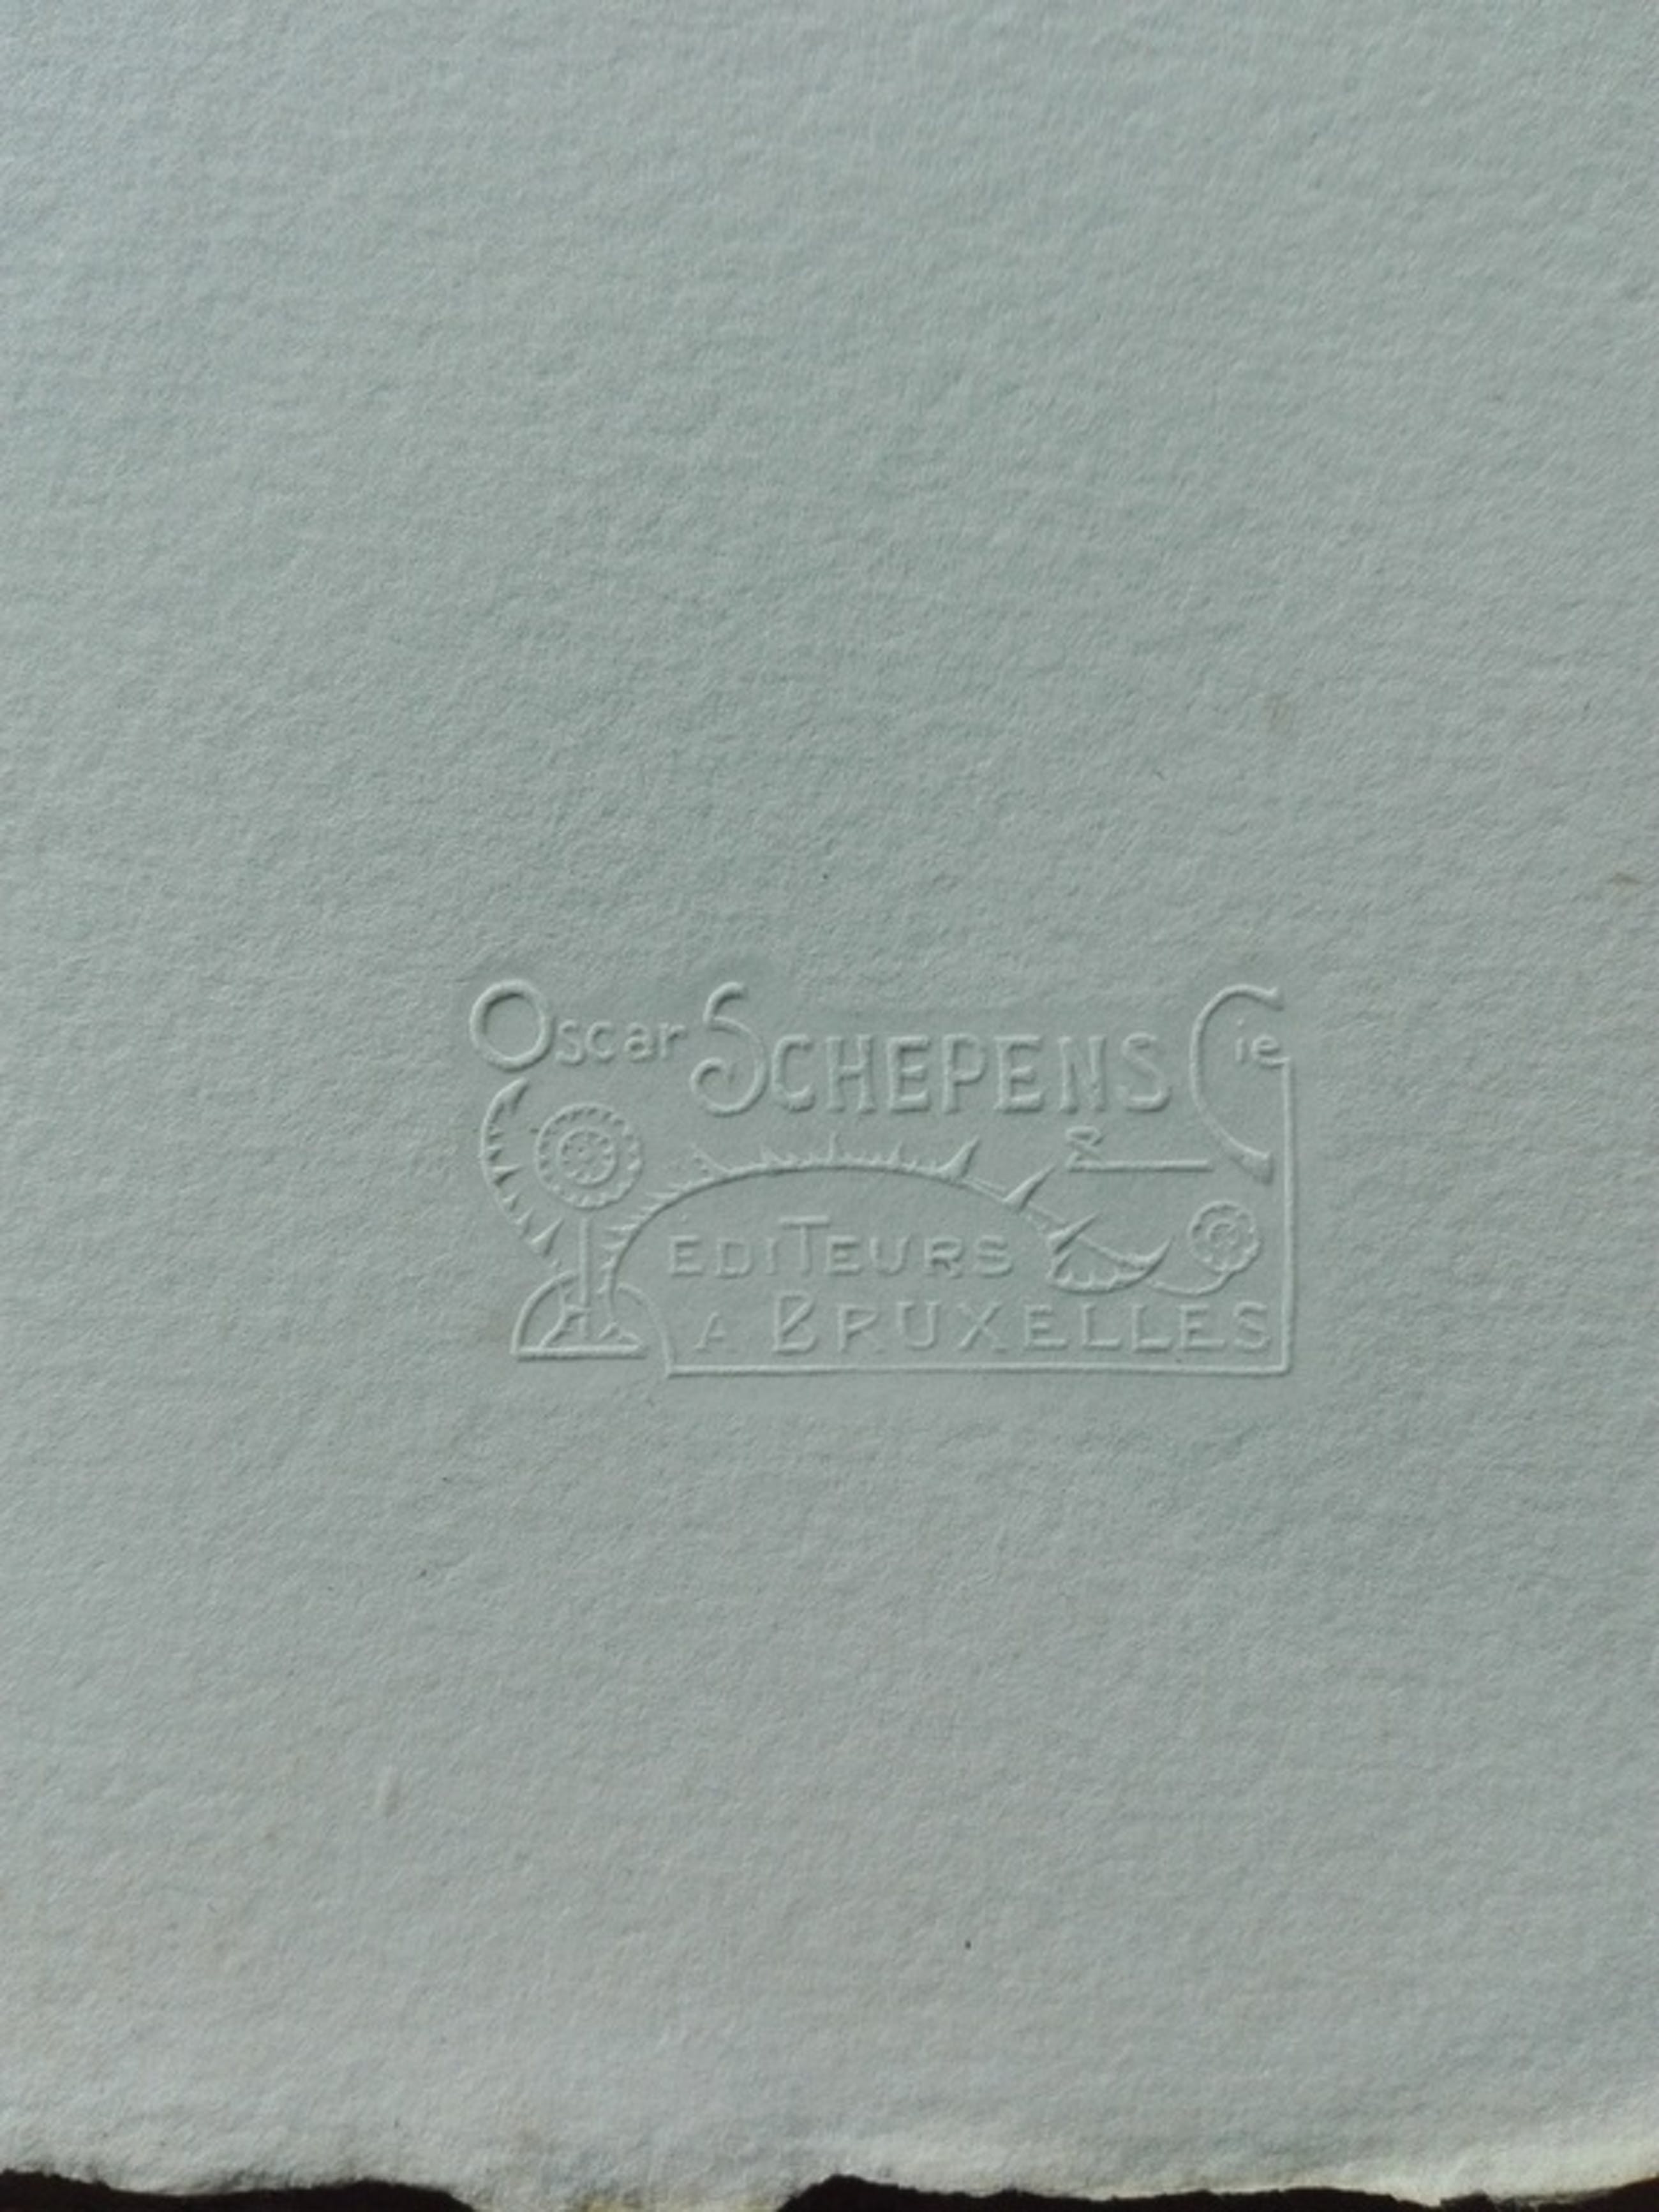 Oscar SCHEPENS & Cie
EDITEURS
A BRUXELLES